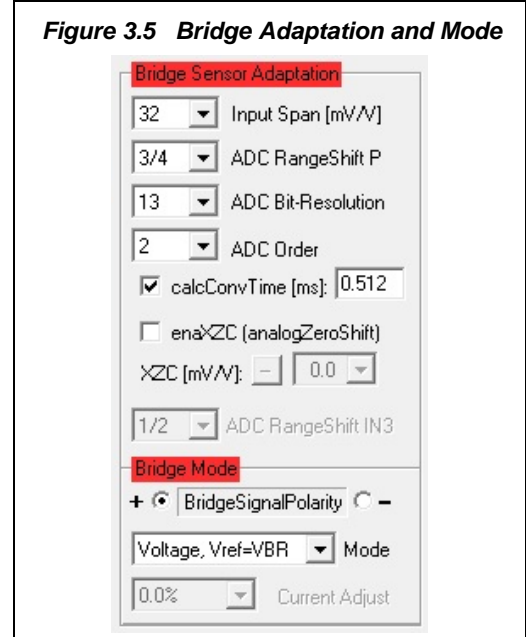 Figure 3.5 Bridge Adaptation and Mode
Bridge Sensor Adaptation
32 Input Span [mV/V]
3/4 ADC RangeShift P
13 ADC Bit-Resolution
2 ADC Order
calcConvTime [ms]: 0.512
enaXZC (analogZeroShift)
XZC [mV/V]: - 0.0
1/2 ADC RangeShift IN3
Bridge Mode
+ BridgeSignalPolarity -
Voltage, Vref=VBR Mode
0.0% Current Adjust